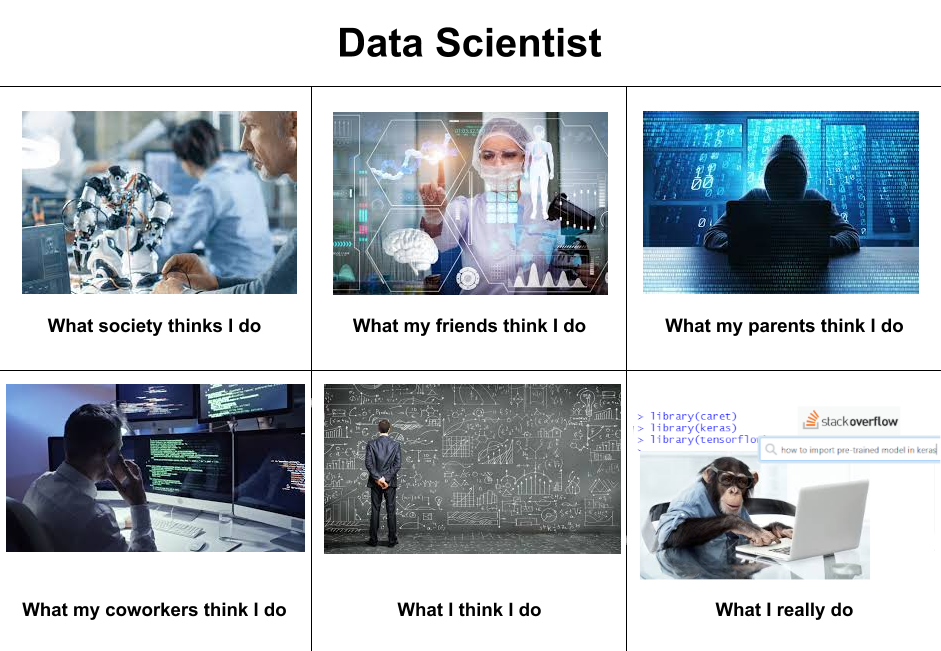 Data Scientist
What society thinks I do
What my friends think I do
What my parents think I do
What my coworkers think I do
What I think I do
> library(caret)
> library(keras)
> library(tensorflo
stackoverflow
how to import pre-trained model in keras
What I really do